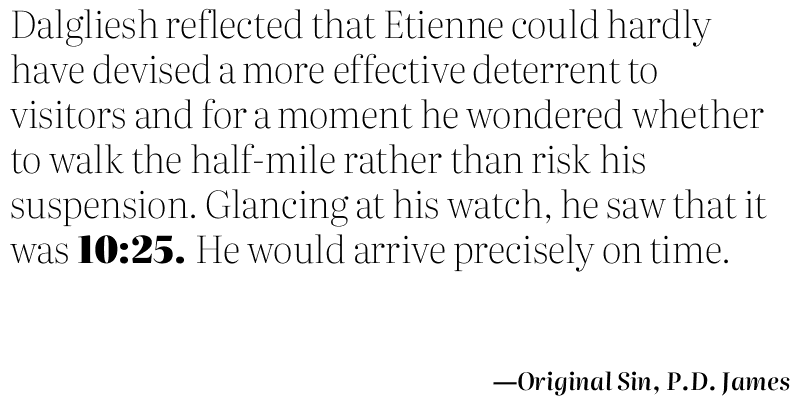 Dalgliesh reflected that Etienne could hardly
have devised a more effective deterrent to
visitors and for a moment he wondered whether
to walk the half-mile rather than risk his
suspension. Glancing at his watch, he saw that it
was 10:25. He would arrive precisely on time.
—Original Sin, P.D. James